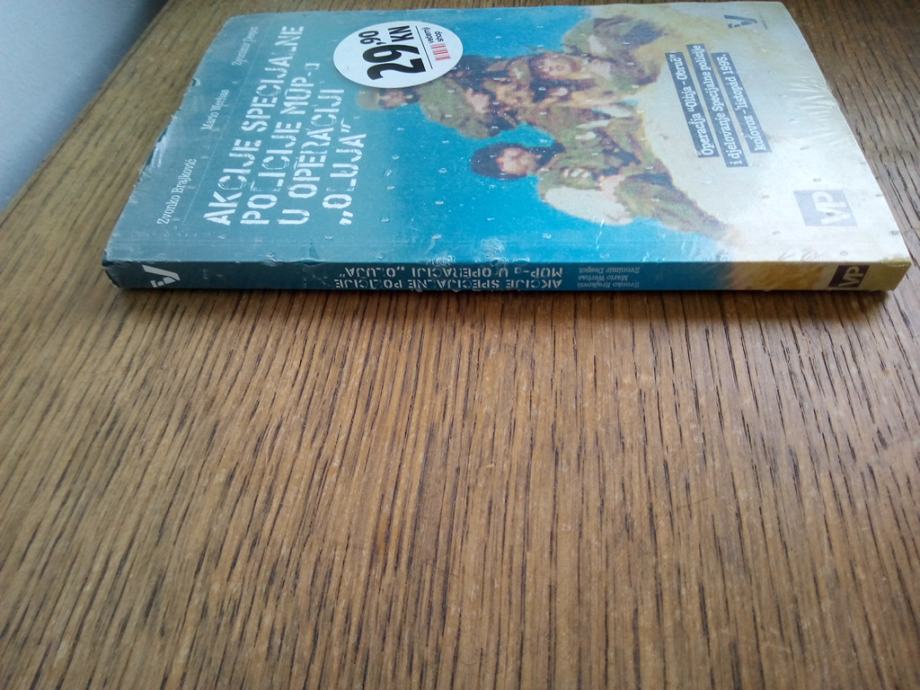 Zvonko Brajković
Mario Werhas
Zvonimir Despot
AKCIJE SPECIJALNE
POLICIJE MUP-a
U OPERACIJI
„OLUJA“
29,90
KN
večernji
shop
Operacija "Oluja - Obruč",
i djelovanje Specijalne policije
kolovoz - listopad 1995.
VP
V
V
AKCIJE SPECIJALNE POLICIJE
MUP-a U OPERACIJI „OLUJA“
Zvonko Brajković
Mario Werhas
Zvonimir Despot
VP